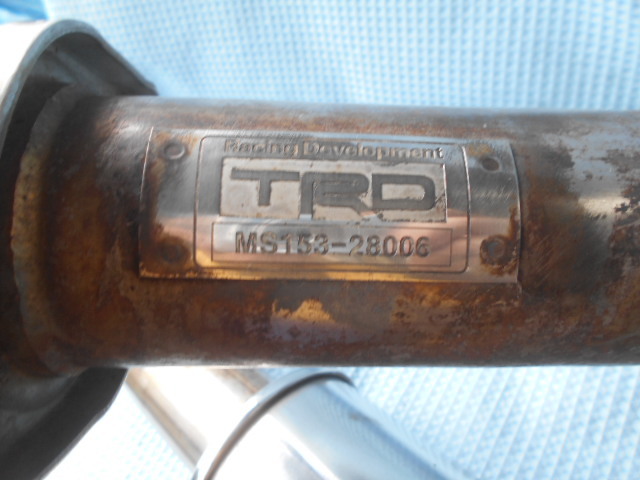 Racing Development
TRD
MS153-28006